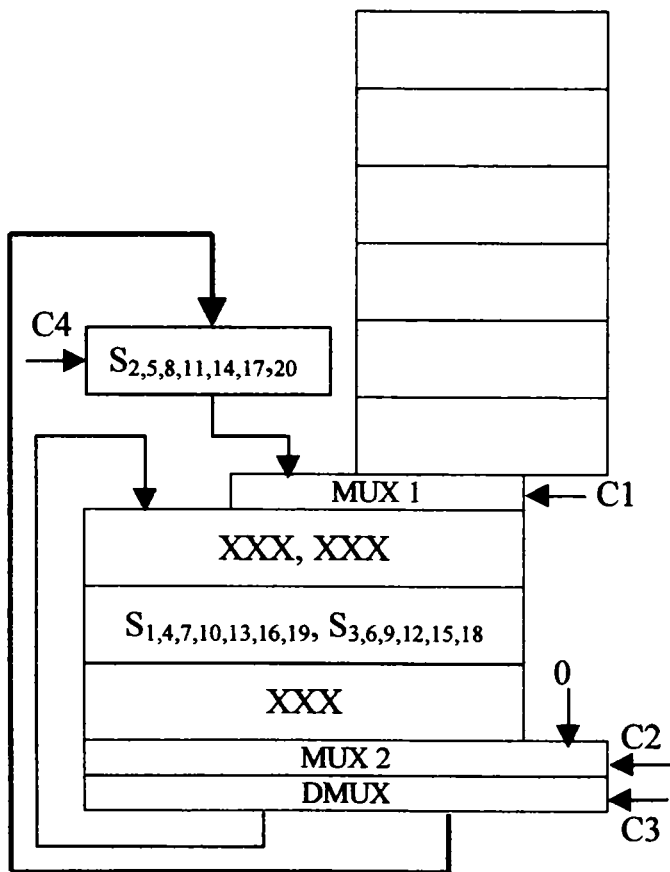 C4
S2,5,8,11,14,17,20
MUX 1
C1
XXX, XXX
S1,4,7,10,13,16,19, S3,6,9,12,15,18
0
XXX
C2
MUX 2
DMUX
C3